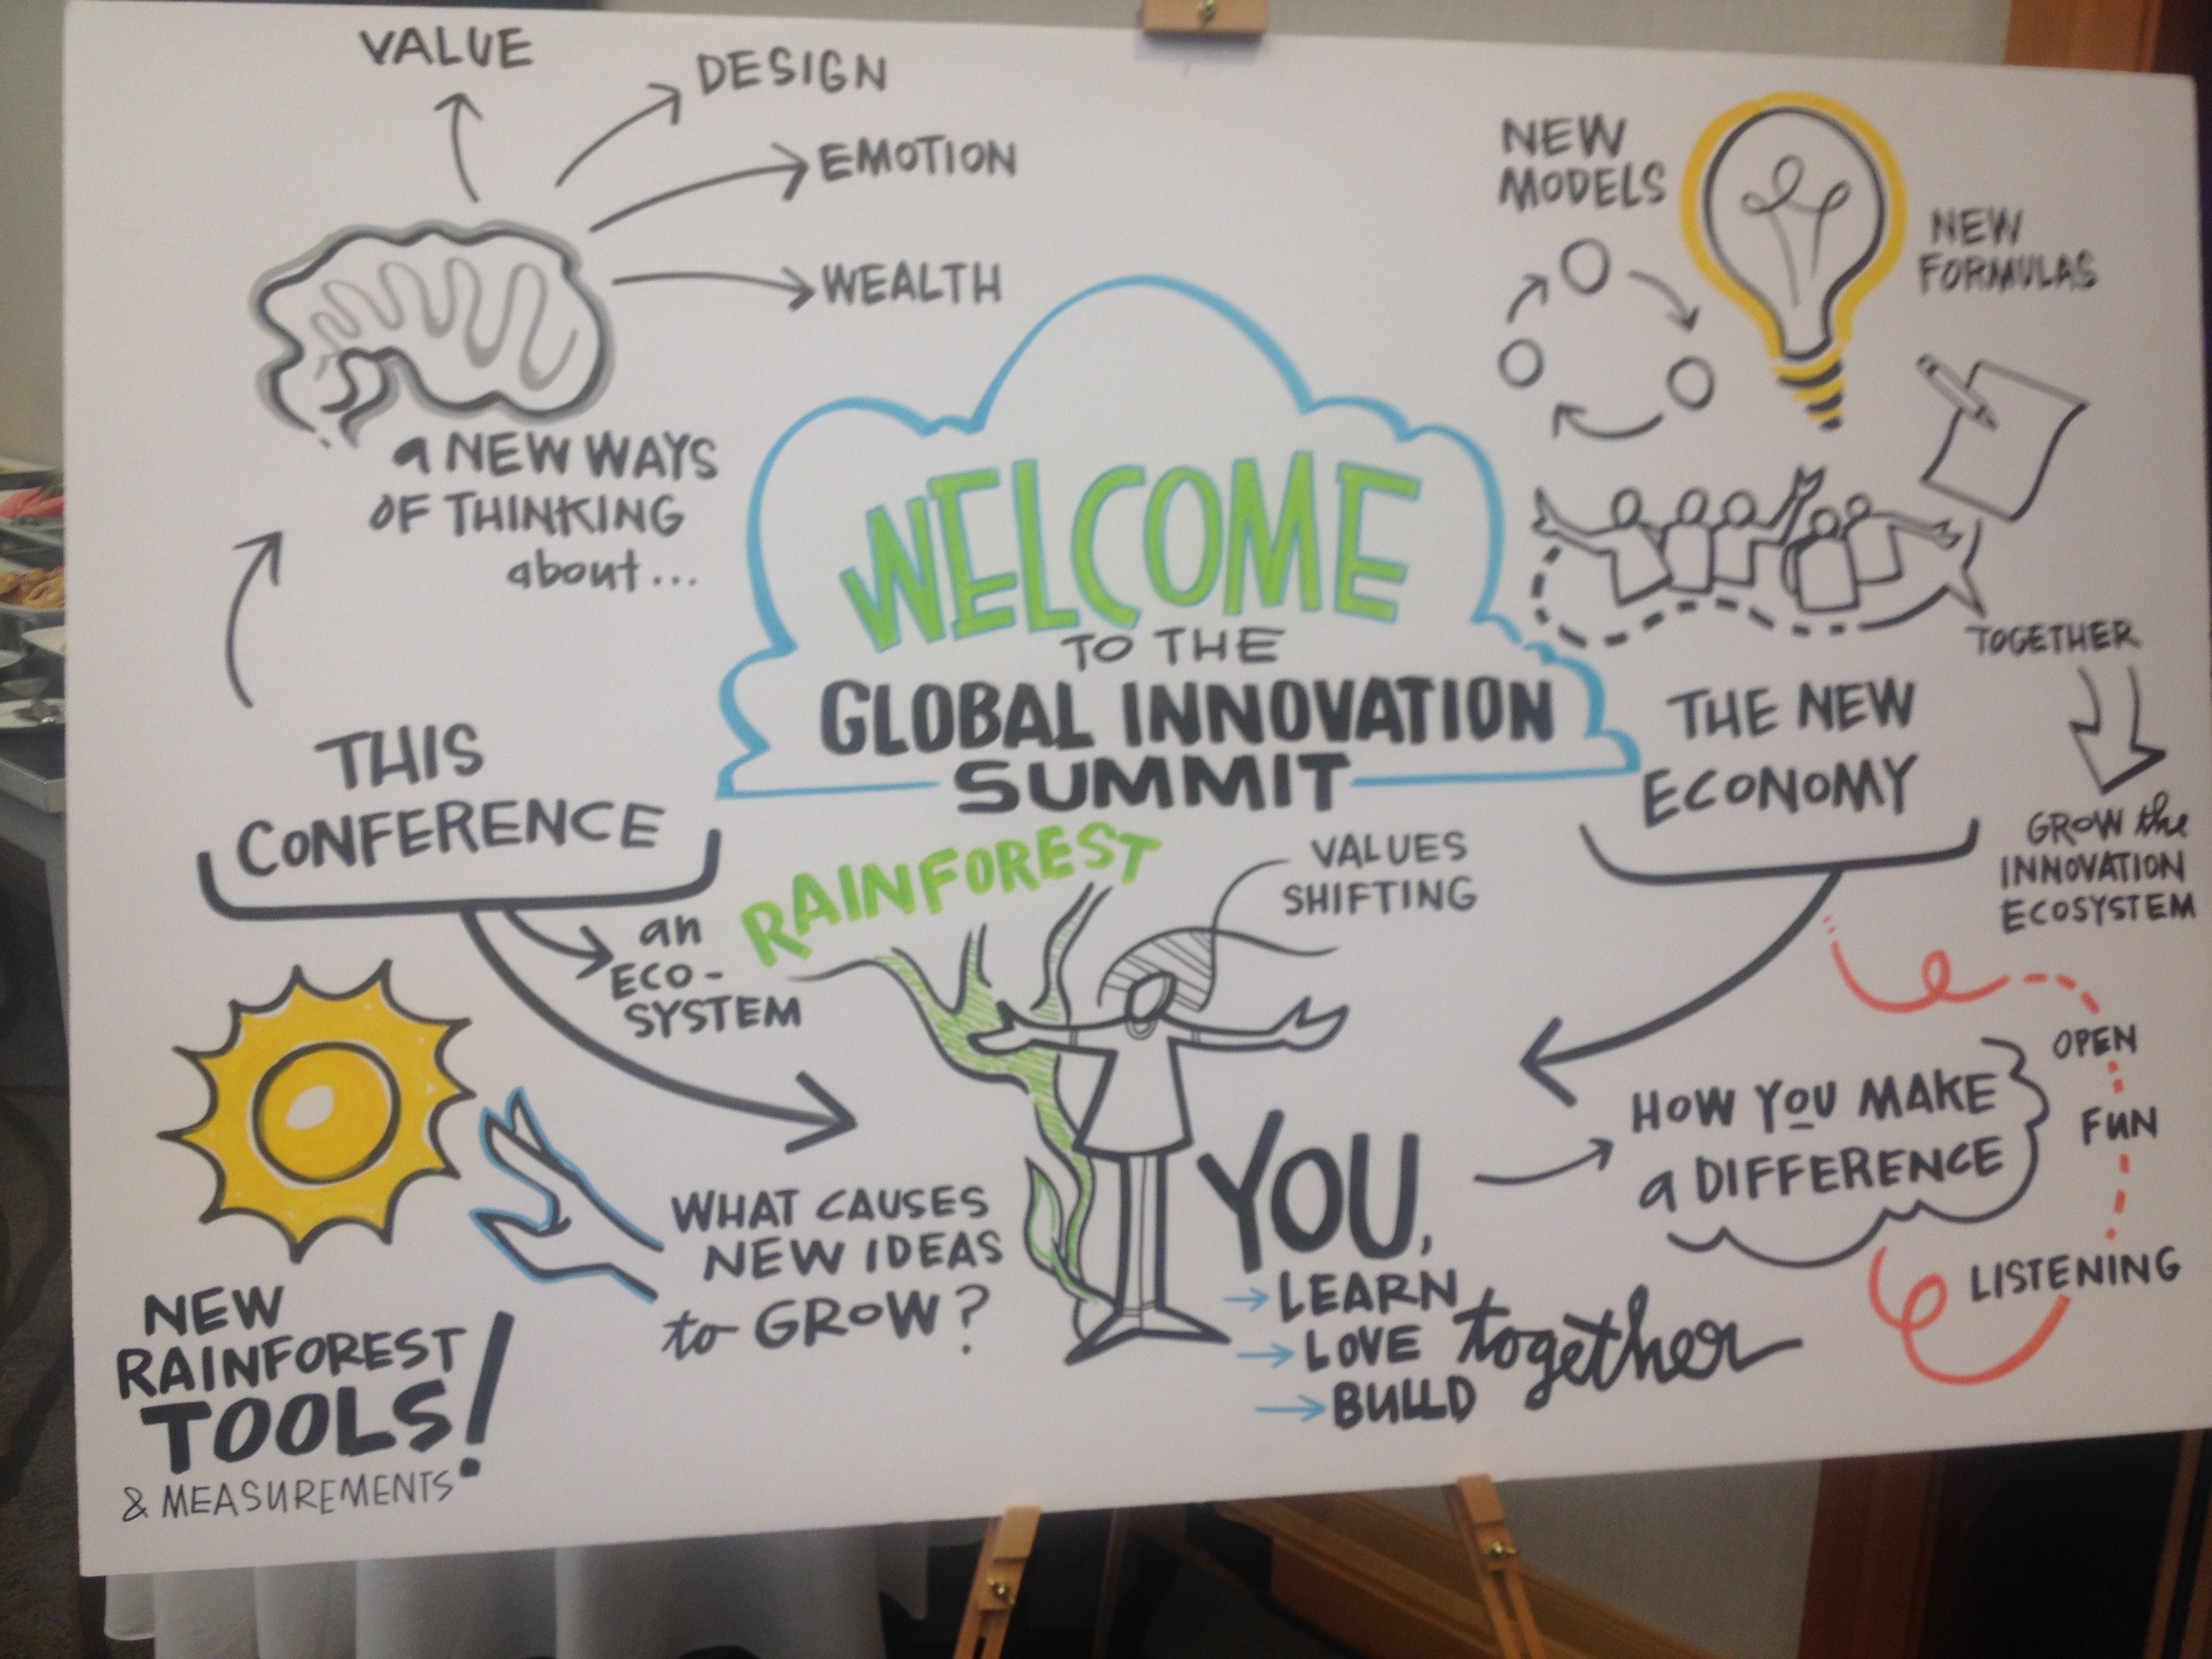 VALUE
DESIGN
EMOTION
WEALTH
a NEW WAYS
OF THINKING
about...
NEW
MODELS
NEW
FORMULAS
WELCOME
TO THE
GLOBAL INNOVATION
SUMMIT
TOGETHER
GROW the
INNOVATION
ECOSYSTEM
THE NEW
ECONOMY
THIS
CONFERENCE
an
ECO-
SYSTEM
RAINFOREST
VALUES
SHIFTING
OPEN
FUN
LISTENING
HOW YOU MAKE
a DIFFERENCE
WHAT CAUSES
NEW IDEAS
to GROW?
YOU,
LEARN
LOVE together
BUILD
NEW
RAINFOREST
TOOLS!
& MEASUREMENTS